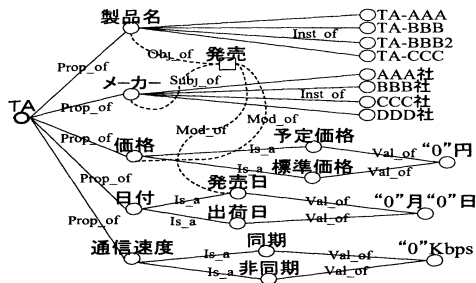 製品名
TA-AAA
TA-BBB
TA-BBB2
TA-CCC
Inst_of
Prop_of
Obj_of
発売
メーカー
Subj_of
AAA社
BBB社
CCC社
DDD社
Inst_of
TA
Prop_of
Mod_of
Mod_of
Prop_of
価格
予定価格
Is_a
標準価格
Is_a
Val_of
Val_of
“0”円
Prop_of
日付
発売日
Is_a
出荷日
Is_a
Val_of
Val_of
“0”月“0”日
Prop_of
通信速度
同期
Is_a
非同期
Is_a
Val_of
Val_of
“0”Kbps